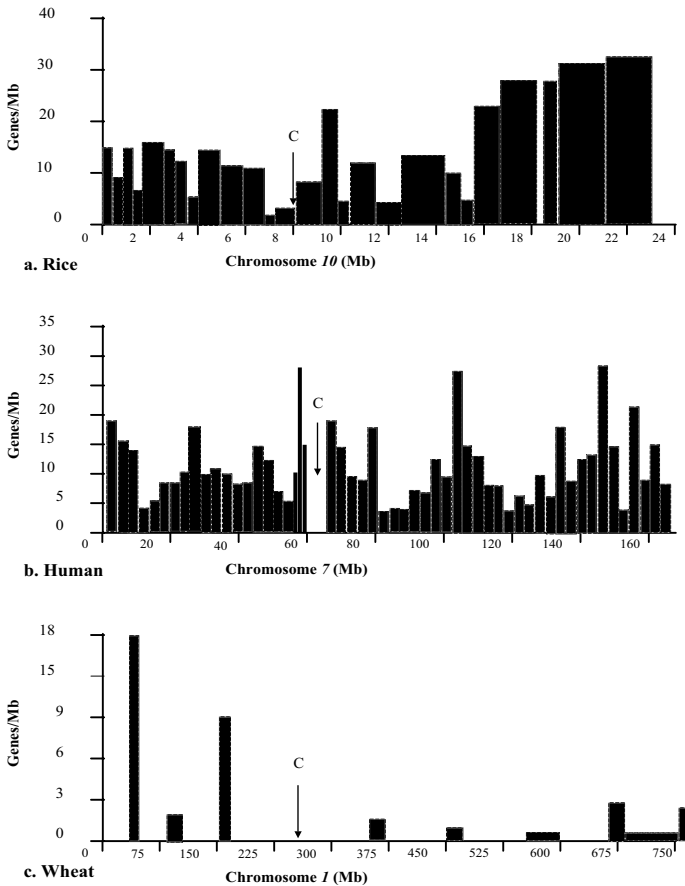 40
30
20
10
0
Genes/Mb
C
0 2 4 6 8 10 12 14 16 18 20 22 24
a. Rice
Chromosome 10 (Mb)
35
30
25
20
15
10
5
0
Genes/Mb
C
0 20 40 60 80 100 120 140 160
b. Human
Chromosome 7 (Mb)
18
15
9
6
3
0
Genes/Mb
C
0 75 150 225 300 375 450 525 600 675 750
c. Wheat
Chromosome 1 (Mb)